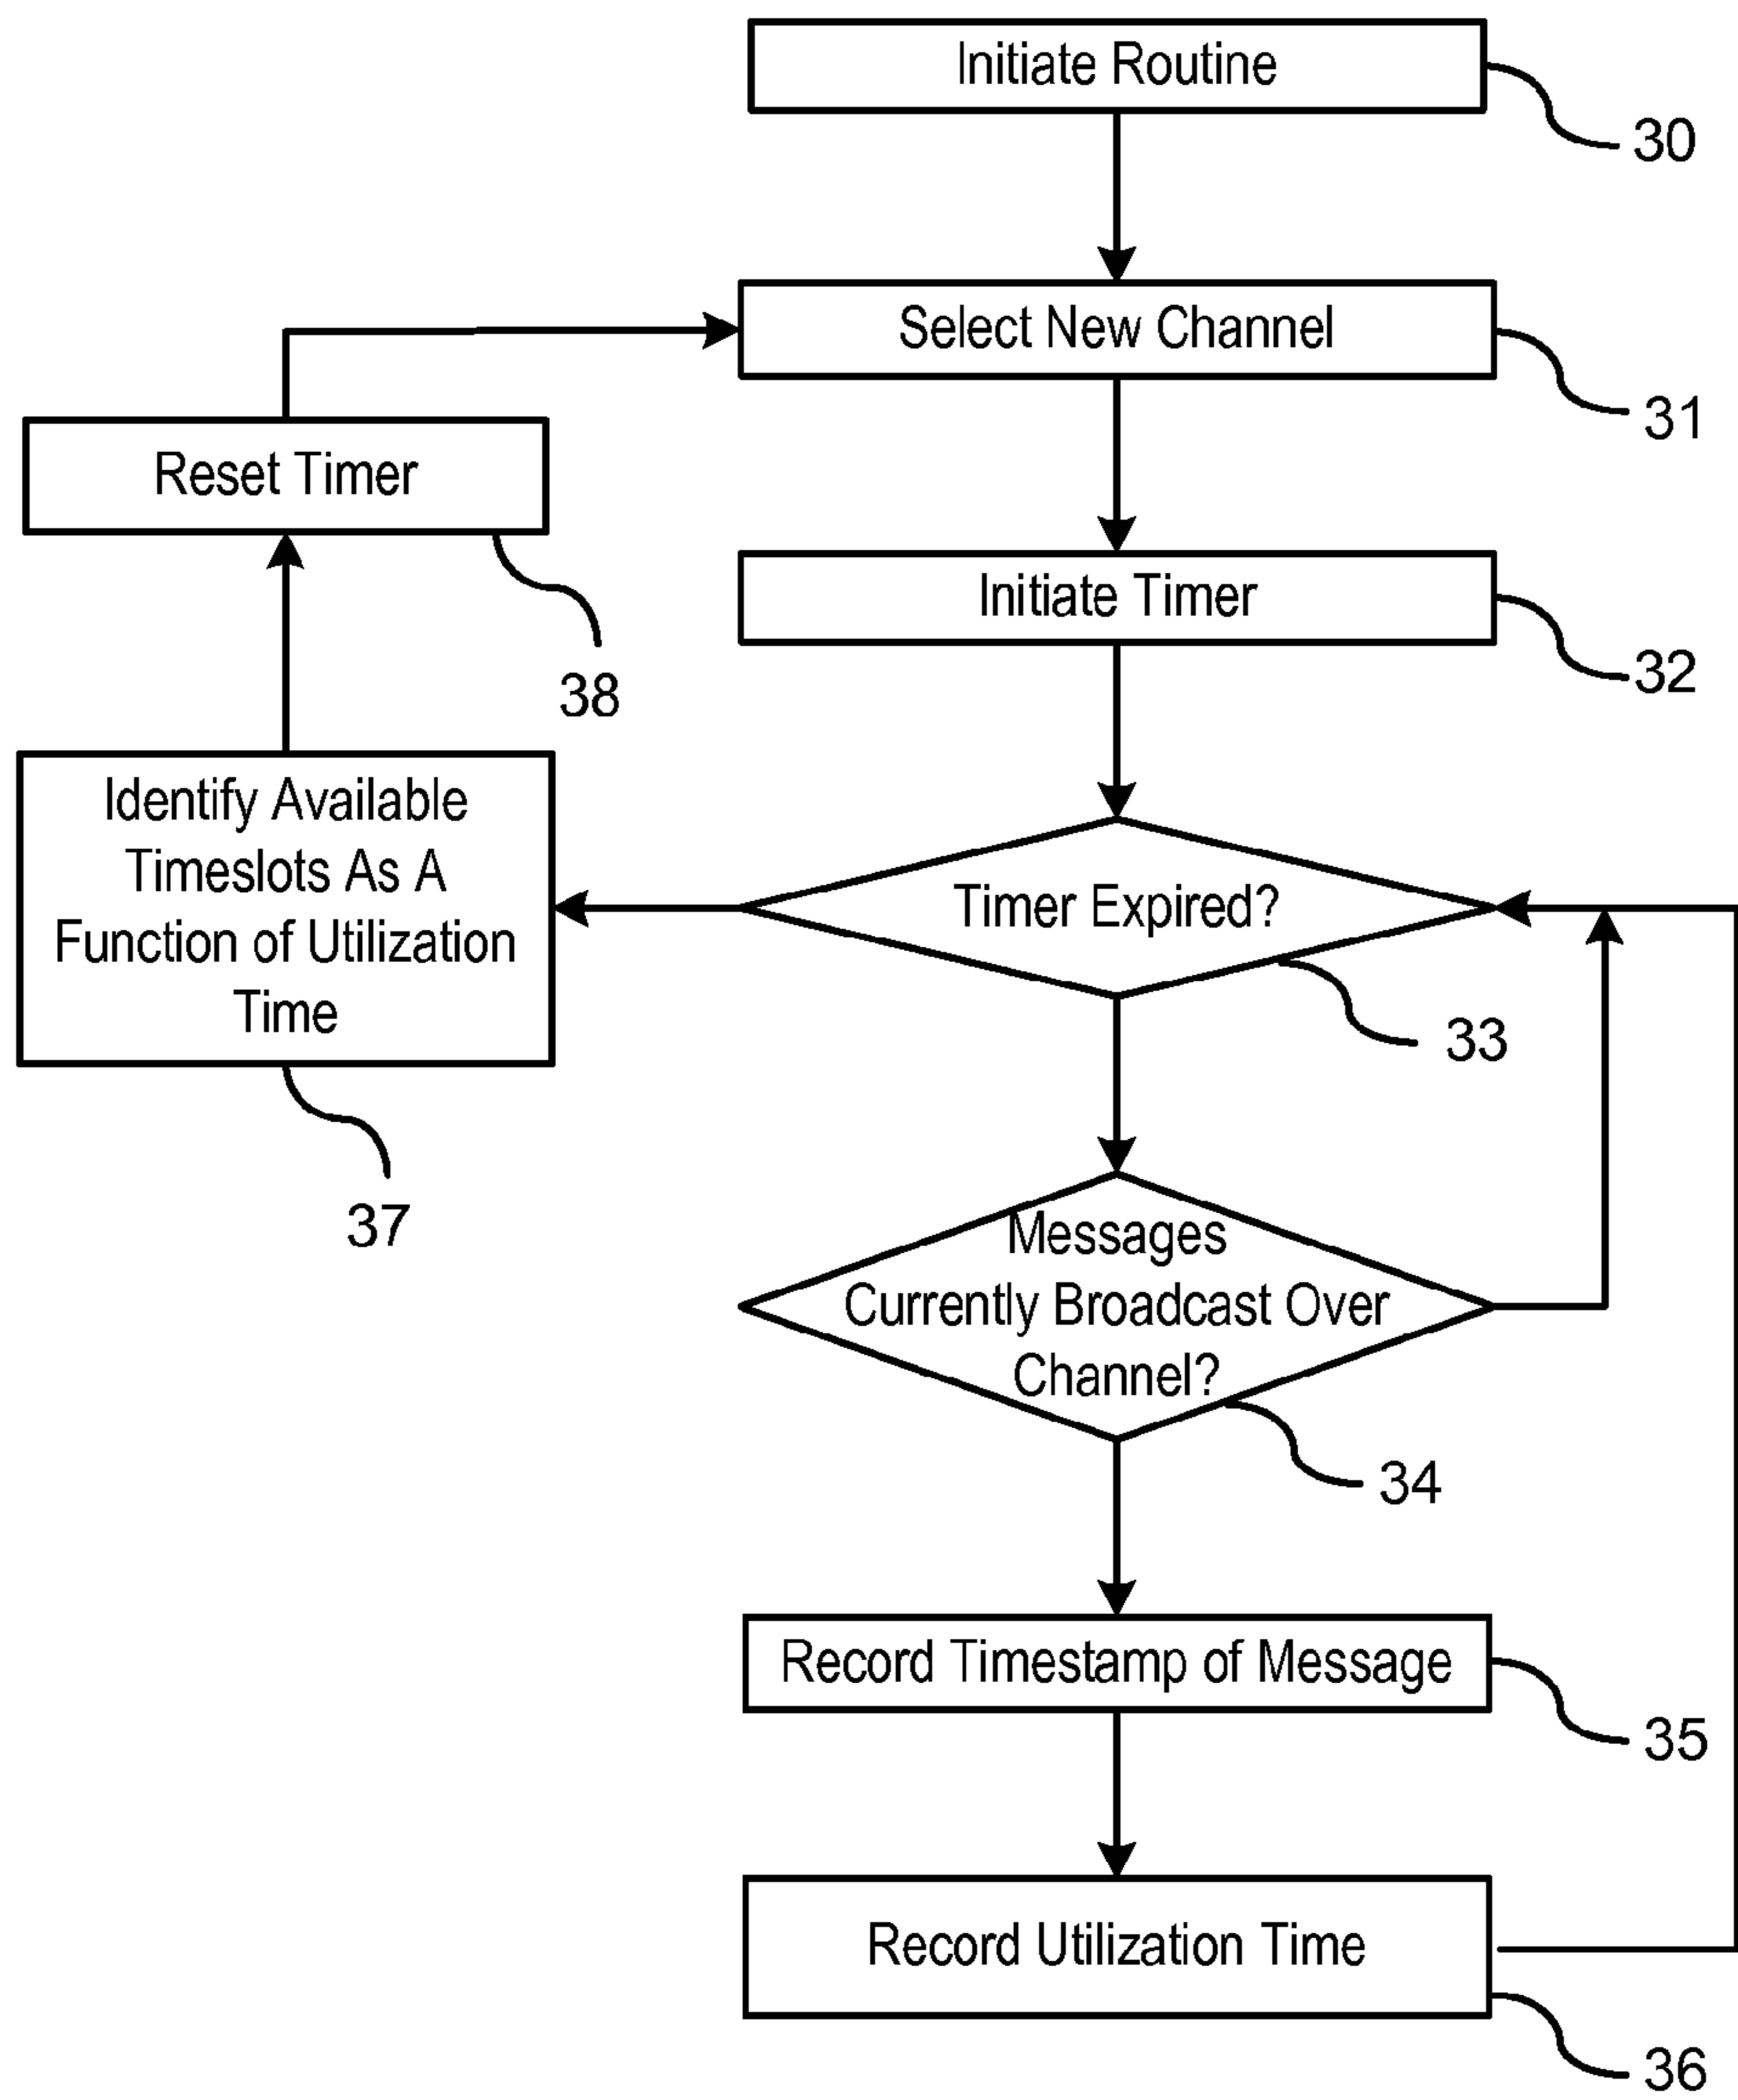 Initiate Routine
30
Select New Channel
31
Reset Timer
38
Initiate Timer
32
Identify Available
Timeslots As A
Function of Utilization
Time
37
Timer Expired?
33
Messages
Currently Broadcast Over
Channel?
34
Record Timestamp of Message
35
Record Utilization Time
36